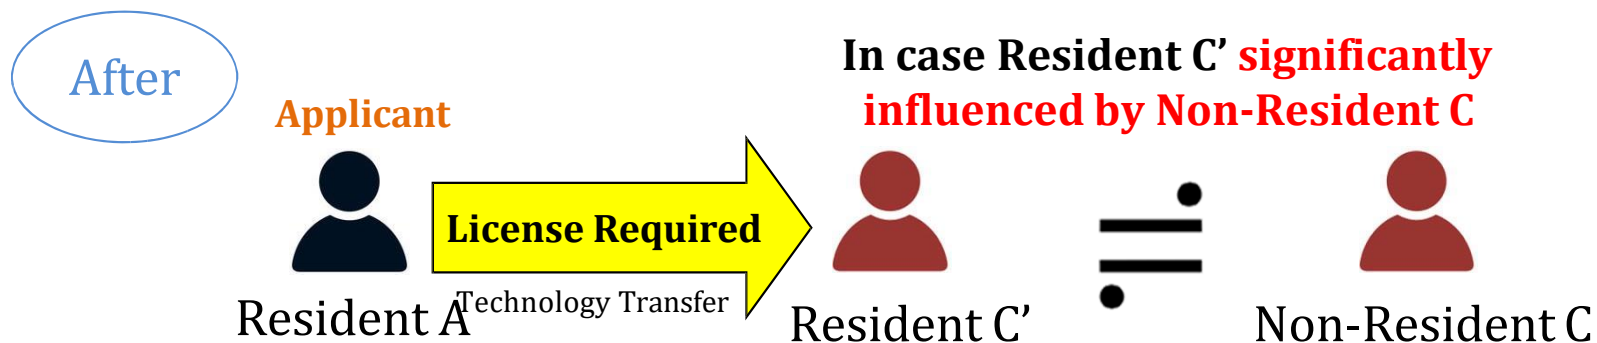 After
In case Resident C’ significantly
influenced by Non-Resident C
Applicant
License Required
Technology Transfer
Resident A
Resident C’
Non-Resident C